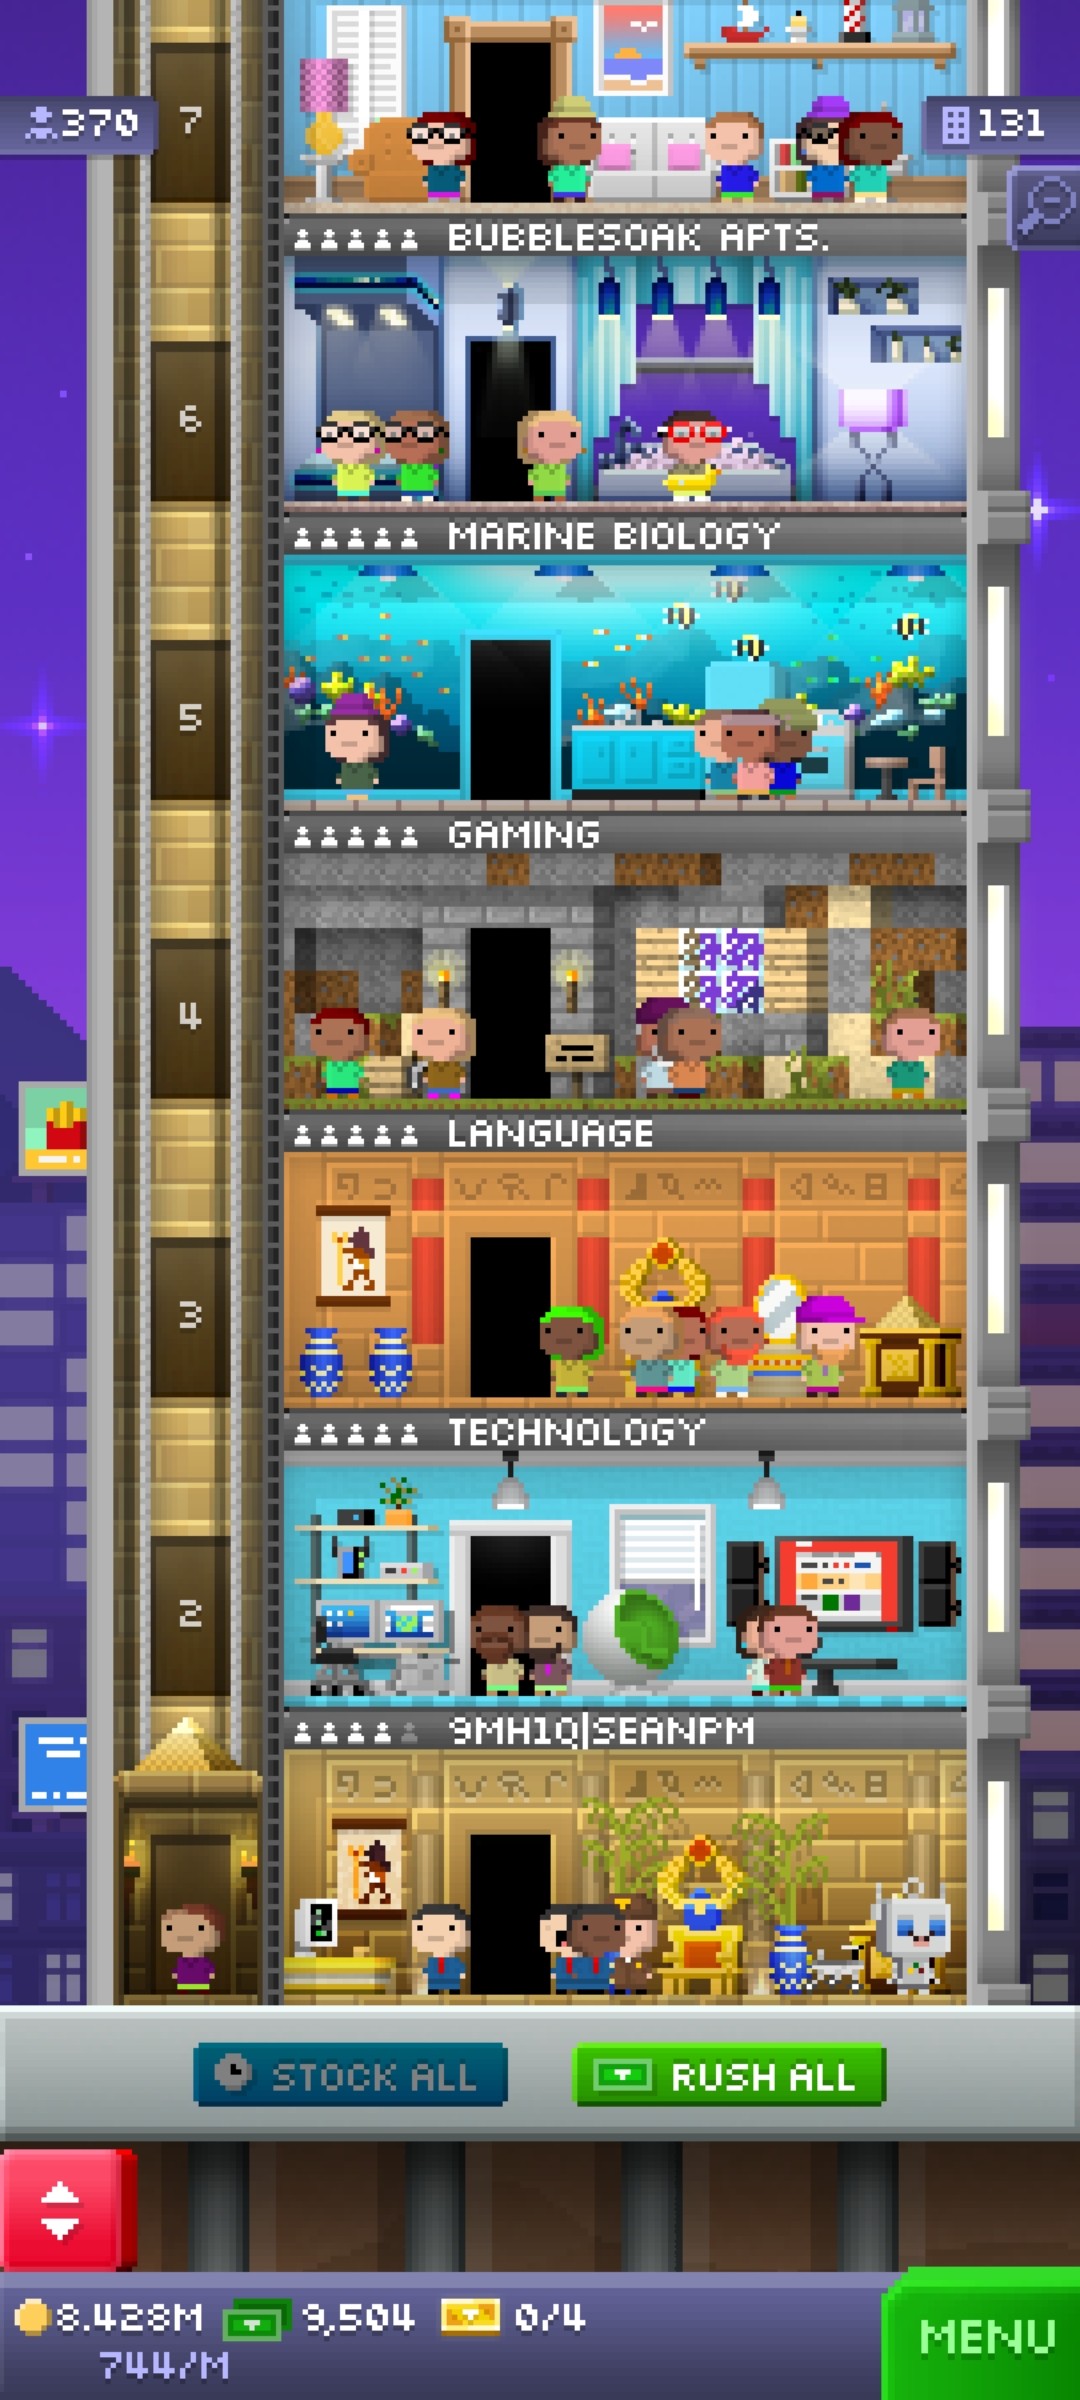 7
370
131
BUBBLESOAK APTS.
6
MARINE BIOLOGY
5
GAMING
4
LANGUAGE
3
TECHNOLOGY
2
9MH1Q|SEANPM
STOCK ALL
RUSH ALL
8.428M
9,504
0/4
744/M
MENU